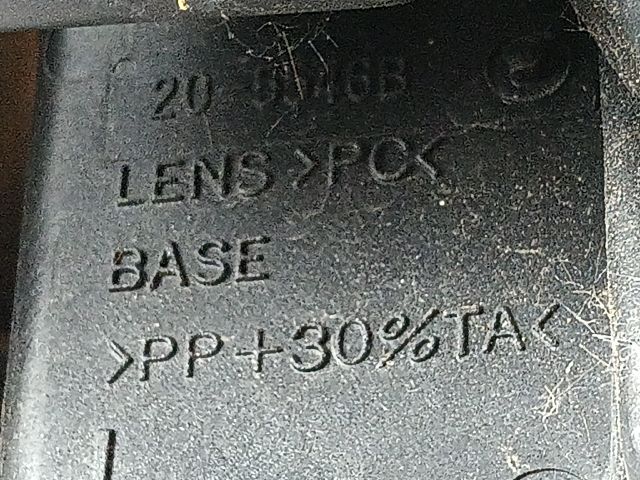 20
LENS >PC<
BASE
>PP+30%TA<